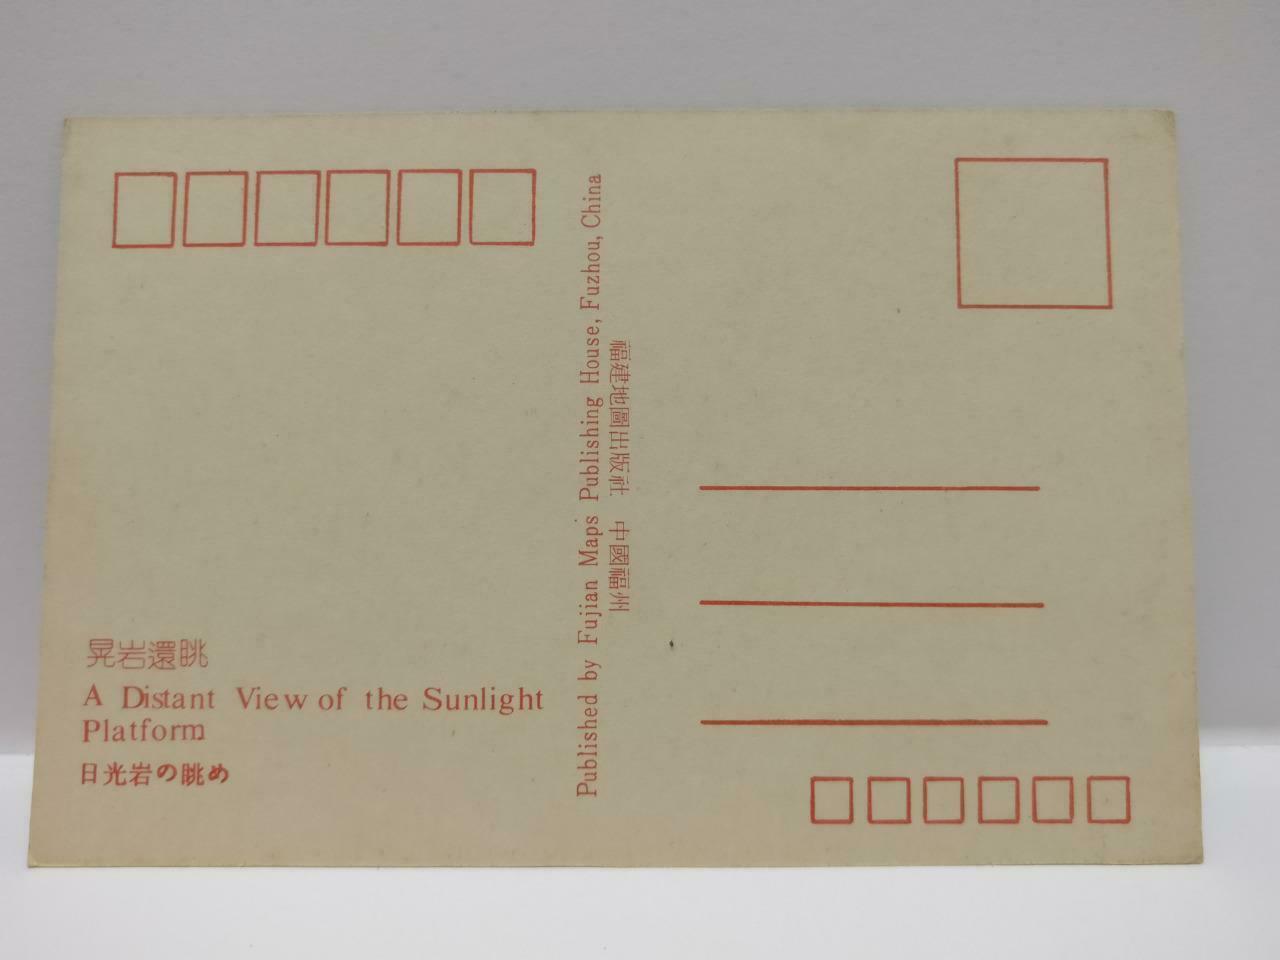 晃岩還眺
A Distant View of the Sunlight
Platform
日光岩の眺め
Published by Fujian Maps Publishing House, Fuzhou, China
福建地圖出版社 中國福州